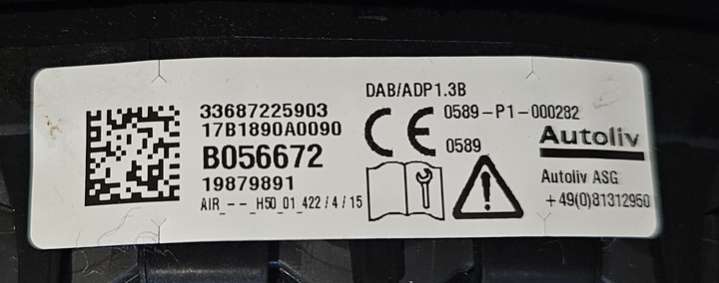 33687225903
17B1890A0090
B056672
19879891
AIR_--_H50_01_422/4/15
DAB/ADP1.3B
CE 0589-P1-000282
0589
Autoliv
Autoliv ASG
+49(0)81312950